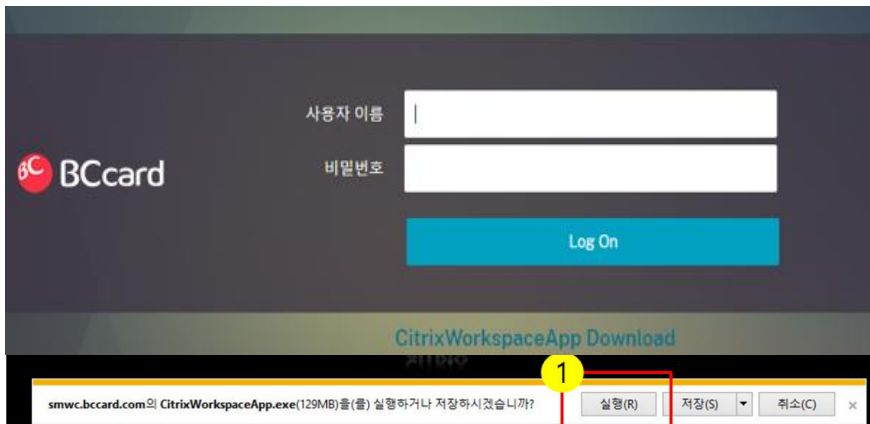 사용자 이름
BC BCcard
비밀번호
Log On
CitrixWorkspaceApp Download
1
smwc.bccard.com의 CitrixWorkspaceApp.exe(129MB)을(를) 실행하거나 저장하시겠습니까? 실행(R) 저장(S) 취소(C) ×